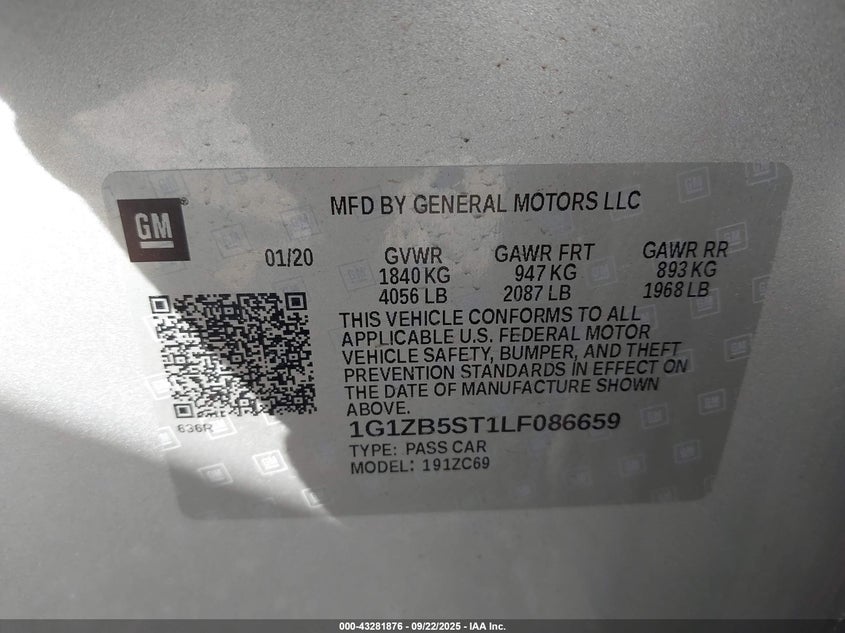 GM
MFD BY GENERAL MOTORS LLC
01/20 GVWR GAWR FRT GAWR RR
1840 KG 947 KG 893 KG
4056 LB 2087 LB 1968 LB
THIS VEHICLE CONFORMS TO ALL
APPLICABLE U.S. FEDERAL MOTOR
VEHICLE SAFETY, BUMPER, AND THEFT
PREVENTION STANDARDS IN EFFECT ON
THE DATE OF MANUFACTURE SHOWN
ABOVE.
636R
1G1ZB5ST1LF086659
TYPE: PASS CAR
MODEL: 191ZC69
000-43281876 - 09/22/2025 - IAA Inc.